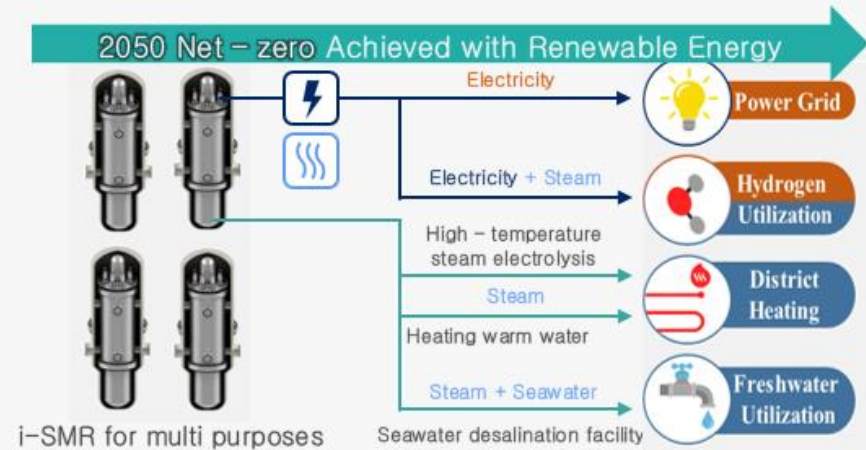 2050 Net - zero Achieved with Renewable Energy
Electricity
Power Grid
Electricity + Steam
Hydrogen
Utilization
High - temperature
steam electrolysis
Steam
District
Heating
Heating warm water
Steam + Seawater
Freshwater
Utilization
i-SMR for multi purposes
Seawater desalination facility